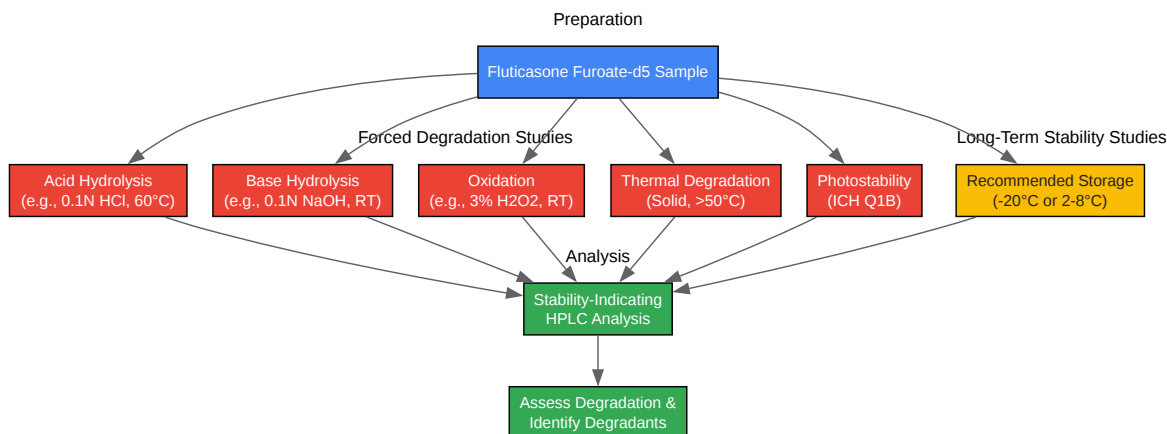 Preparation
Fluticasone Furoate-d5 Sample
Forced Degradation Studies
Long-Term Stability Studies
Acid Hydrolysis
(e.g., 0.1N HCl, 60°C)
Base Hydrolysis
(e.g., 0.1N NaOH, RT)
Oxidation
(e.g., 3% H2O2, RT)
Thermal Degradation
(Solid, >50°C)
Photostability
(ICH Q1B)
Recommended Storage
(-20°C or 2-8°C)
Analysis
Stability-Indicating
HPLC Analysis
Assess Degradation &
Identify Degradants